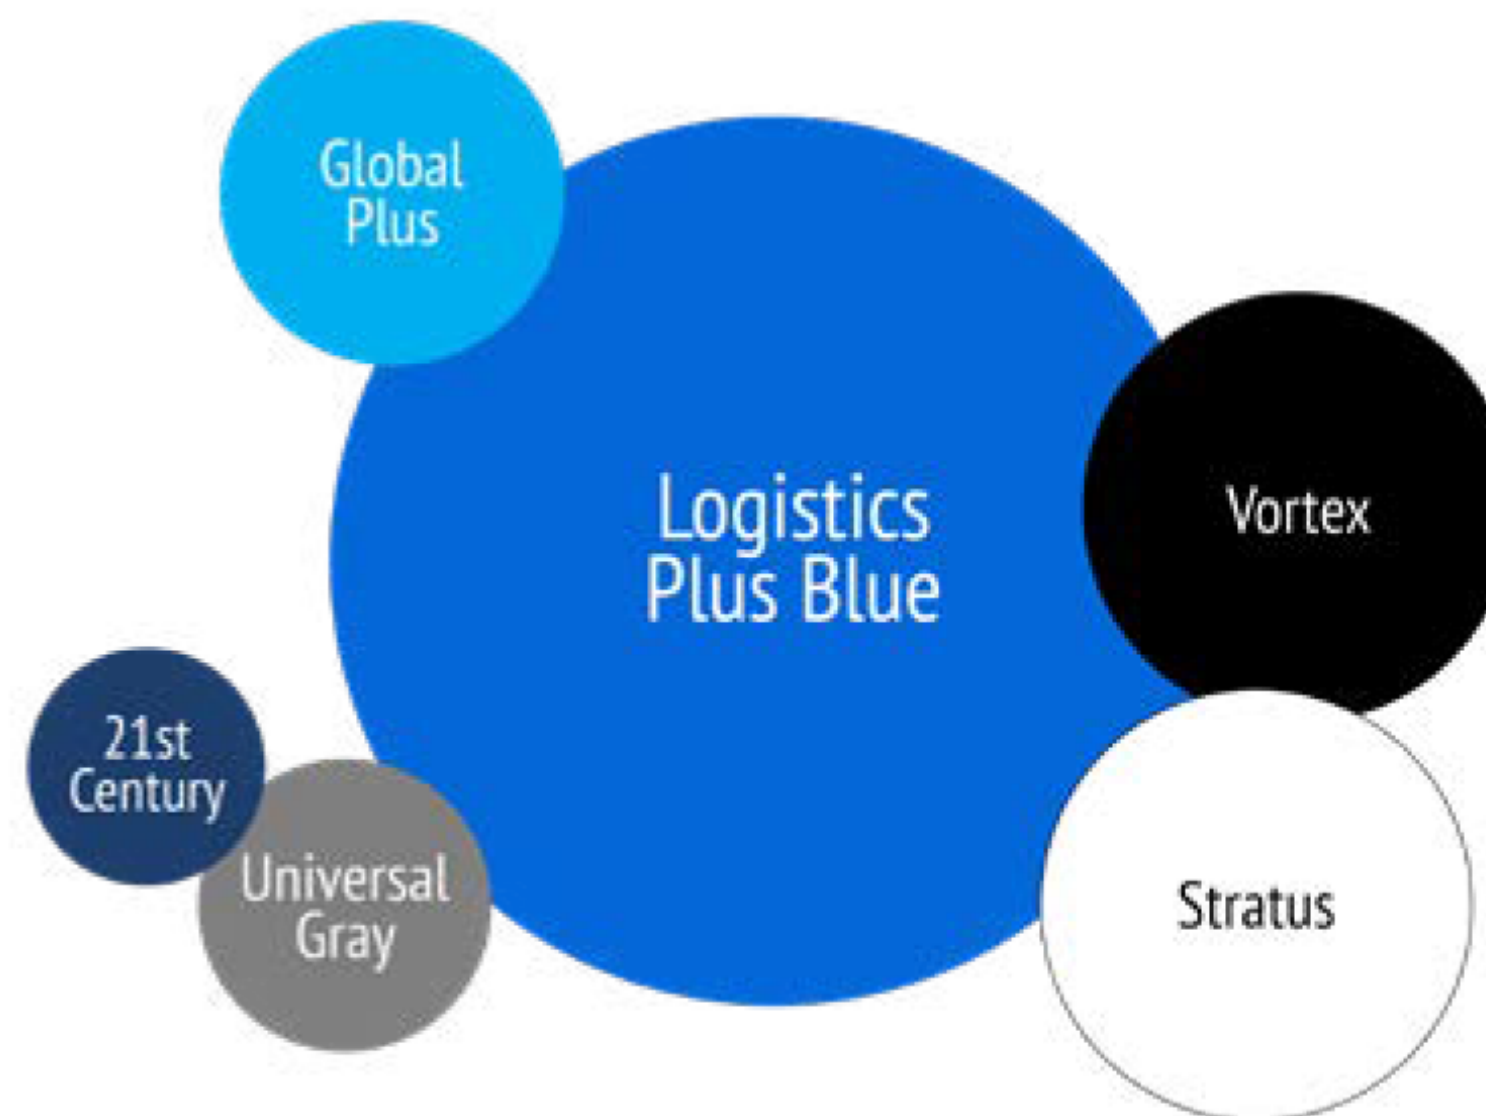 Global
Plus
Logistics
Plus Blue
Vortex
21st
Century
Universal
Gray
Stratus